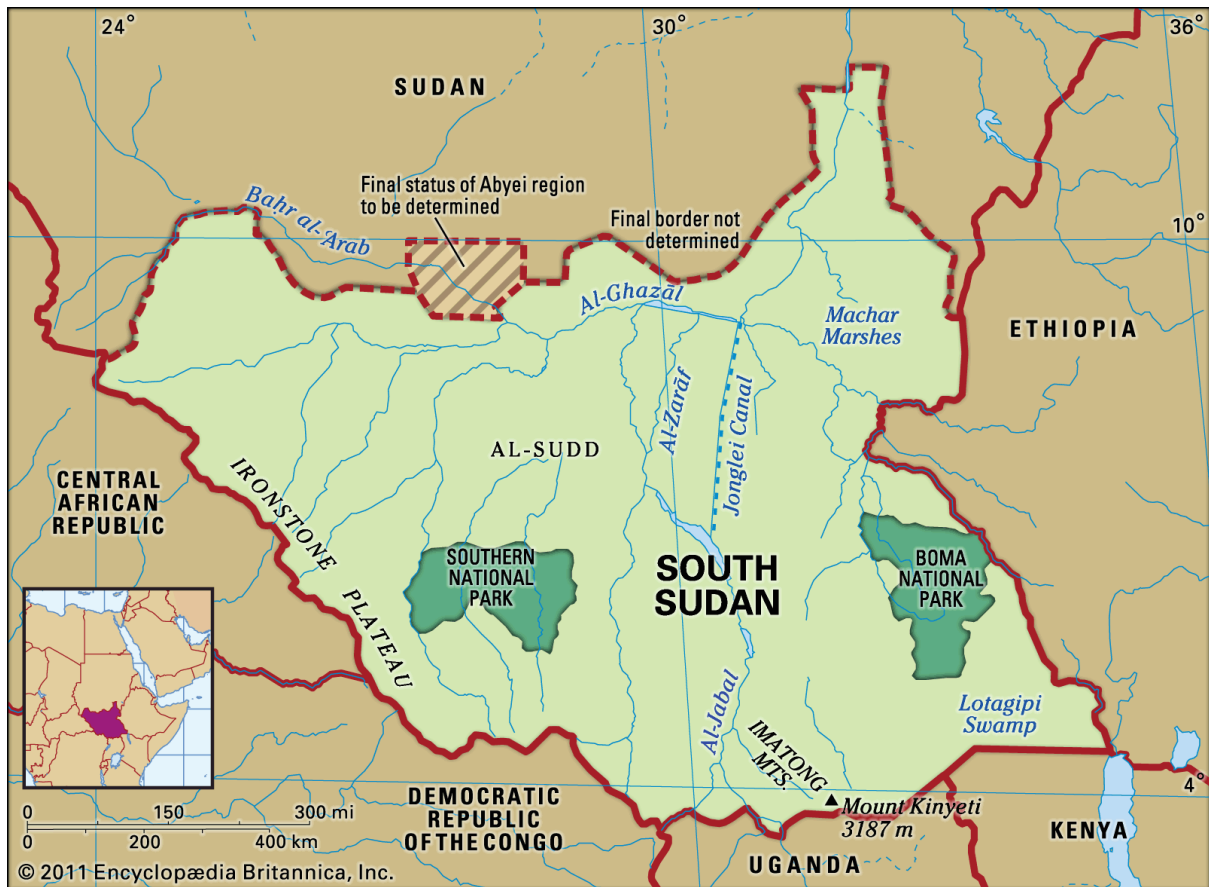 24°
30°
36°
SUDAN
Final status of Abyei region
to be determined
Baḥr al-ʿArab
Final border not
determined
10°
Al-Ghazāl
Machar
Marshes
ETHIOPIA
Al-Zarāf
Jonglei Canal
AL-SUDD
CENTRAL
AFRICAN
REPUBLIC
IRONSTONE PLATEAU
SOUTHERN
NATIONAL
PARK
SOUTH
SUDAN
BOMA
NATIONAL
PARK
Al-Jabal
Lotagipi
Swamp
IMATONG
MTS.
4°
Mount Kinyeti
3187 m
DEMOCRATIC
REPUBLIC
OF THE CONGO
UGANDA
KENYA
0 150 300 mi
0 200 400 km
© 2011 Encyclopædia Britannica, Inc.